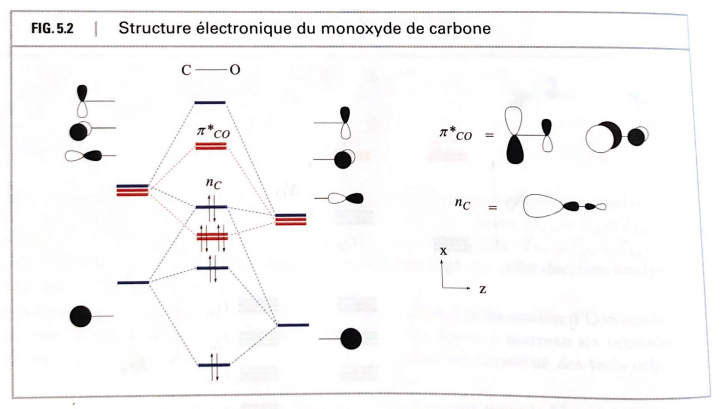 FIG. 5.2 | Structure électronique du monoxyde de carbone
C — O
π*CO
nC
π*CO =
nC =
x
z